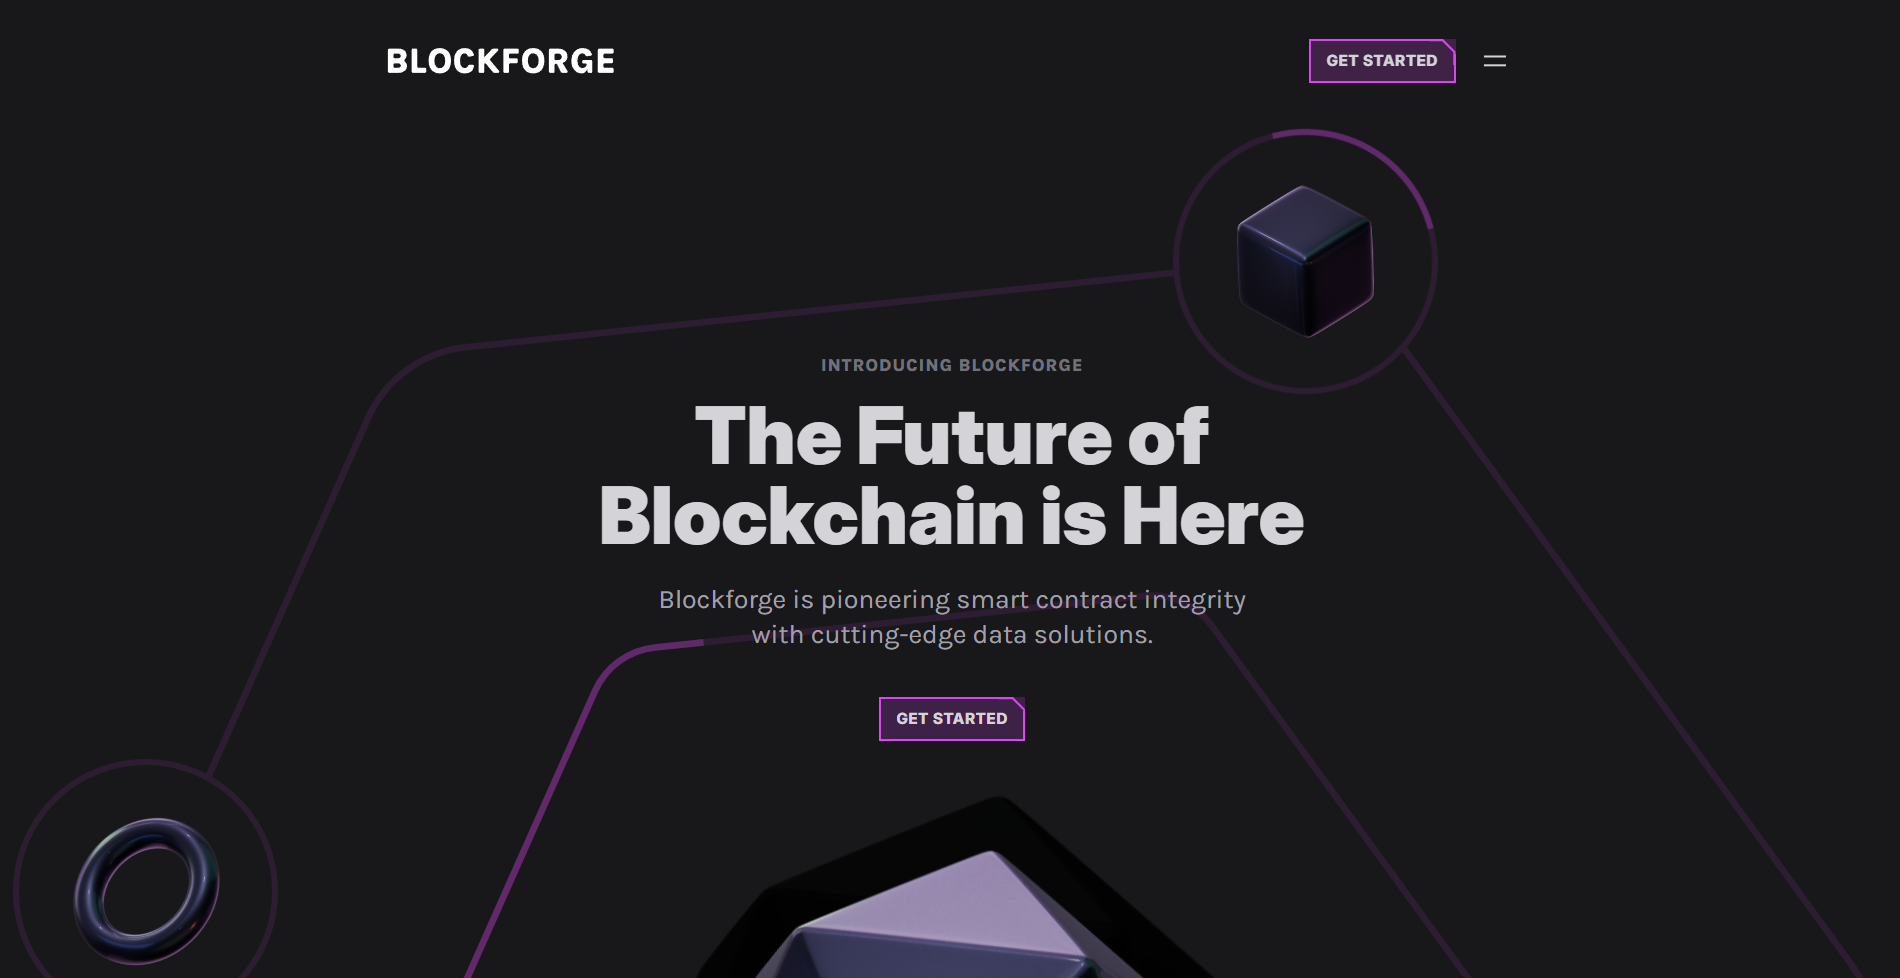 BLOCKFORGE
GET STARTED
INTRODUCING BLOCKFORGE
The Future of
Blockchain is Here
Blockforge is pioneering smart contract integrity
with cutting-edge data solutions.
GET STARTED